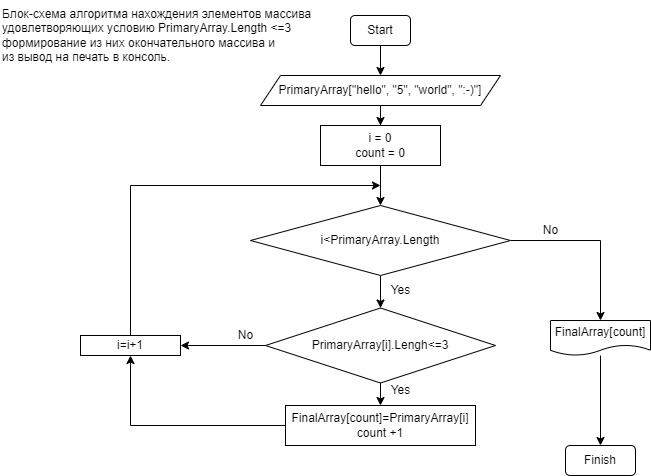 Блок-схема алгоритма нахождения элементов массива
удовлетворяющих условию PrimaryArray.Length <=3
формирование из них окончательного массива и
из вывод на печать в консоль.
Start
PrimaryArray["hello", "5", "world", ":-)"]
i = 0
count = 0
i<PrimaryArray.Length
No
Yes
FinalArray[count]
No
i=i+1
PrimaryArray[i].Lengh<=3
Yes
FinalArray[count]=PrimaryArray[i]
count +1
Finish